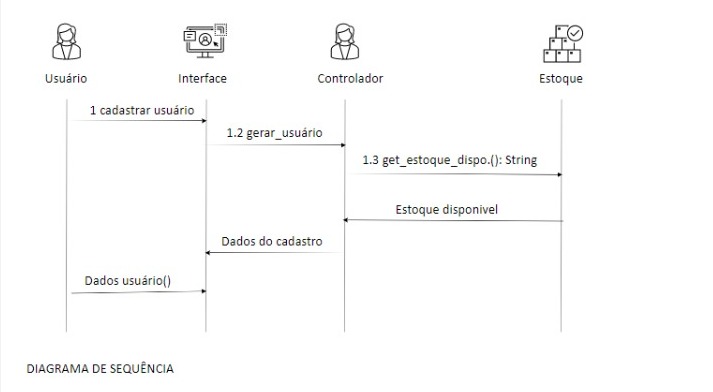 Usuário
Interface
Controlador
Estoque
1 cadastrar usuário
1.2 gerar_usuário
1.3 get_estoque_dispo.(): String
Estoque disponivel
Dados do cadastro
Dados usuário()
DIAGRAMA DE SEQUÊNCIA